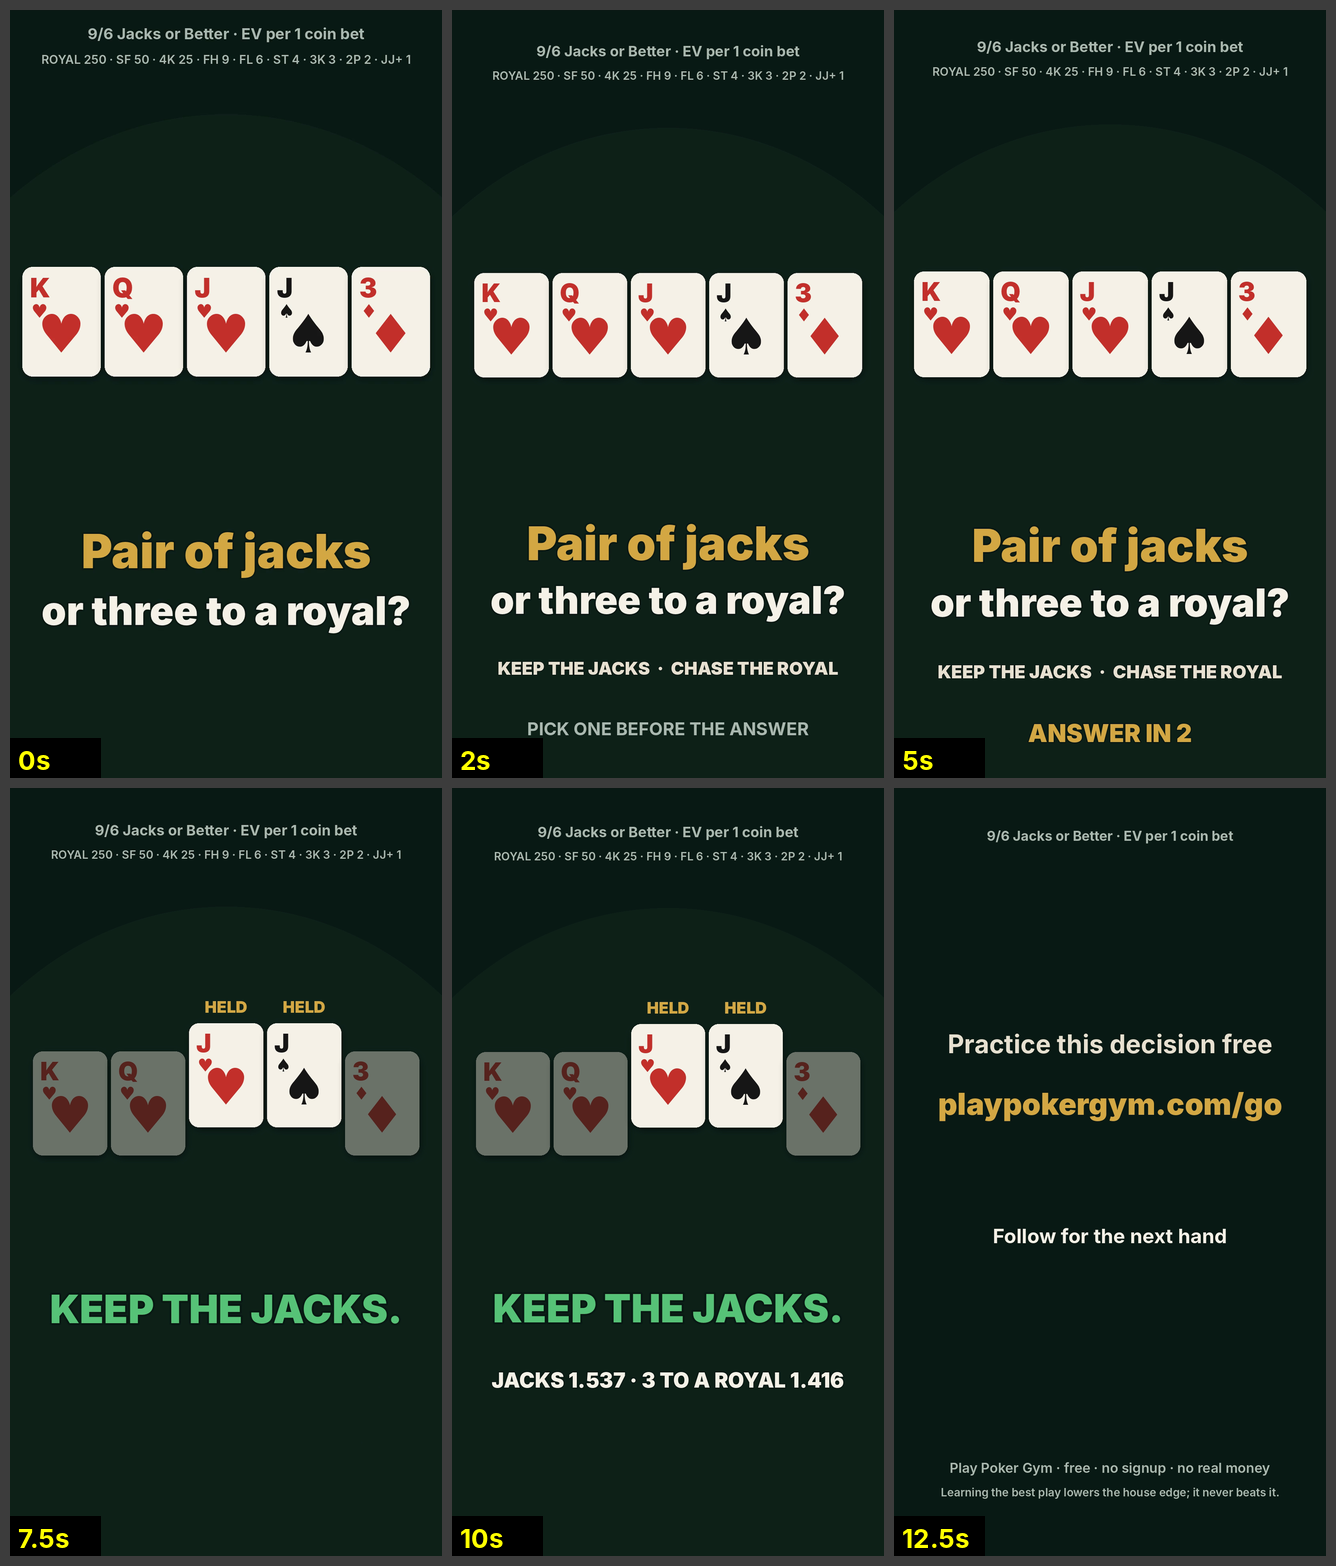 9/6 Jacks or Better · EV per 1 coin bet
ROYAL 250 · SF 50 · 4K 25 · FH 9 · FL 6 · ST 4 · 3K 3 · 2P 2 · JJ+ 1
K Q J J 3
Pair of jacks
or three to a royal?
0s
9/6 Jacks or Better · EV per 1 coin bet
ROYAL 250 · SF 50 · 4K 25 · FH 9 · FL 6 · ST 4 · 3K 3 · 2P 2 · JJ+ 1
K Q J J 3
Pair of jacks
or three to a royal?
KEEP THE JACKS · CHASE THE ROYAL
PICK ONE BEFORE THE ANSWER
2s
9/6 Jacks or Better · EV per 1 coin bet
ROYAL 250 · SF 50 · 4K 25 · FH 9 · FL 6 · ST 4 · 3K 3 · 2P 2 · JJ+ 1
K Q J J 3
Pair of jacks
or three to a royal?
KEEP THE JACKS · CHASE THE ROYAL
ANSWER IN 2
5s
9/6 Jacks or Better · EV per 1 coin bet
ROYAL 250 · SF 50 · 4K 25 · FH 9 · FL 6 · ST 4 · 3K 3 · 2P 2 · JJ+ 1
HELD HELD
K Q J J 3
KEEP THE JACKS.
7.5s
9/6 Jacks or Better · EV per 1 coin bet
ROYAL 250 · SF 50 · 4K 25 · FH 9 · FL 6 · ST 4 · 3K 3 · 2P 2 · JJ+ 1
HELD HELD
K Q J J 3
KEEP THE JACKS.
JACKS 1.537 · 3 TO A ROYAL 1.416
10s
9/6 Jacks or Better · EV per 1 coin bet
Practice this decision free
playpokergym.com/go
Follow for the next hand
Play Poker Gym · free · no signup · no real money
Learning the best play lowers the house edge; it never beats it.
12.5s